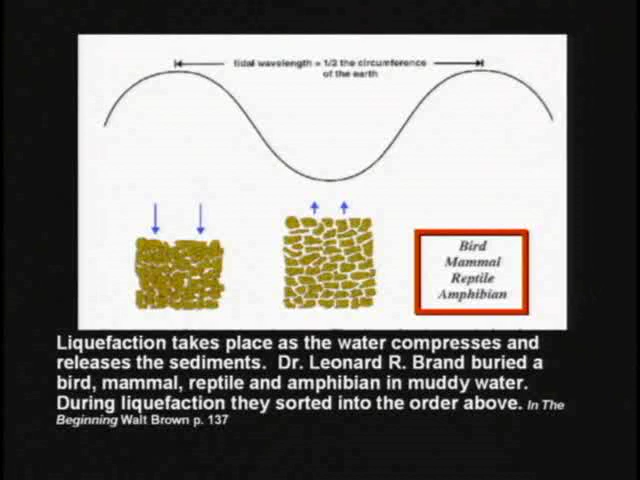 tidal wavelength = 1/2 the circumference
of the earth
Bird
Mammal
Reptile
Amphibian
Liquefaction takes place as the water compresses and
releases the sediments. Dr. Leonard R. Brand buried a
bird, mammal, reptile and amphibian in muddy water.
During liquefaction they sorted into the order above. In The
Beginning Walt Brown p. 137